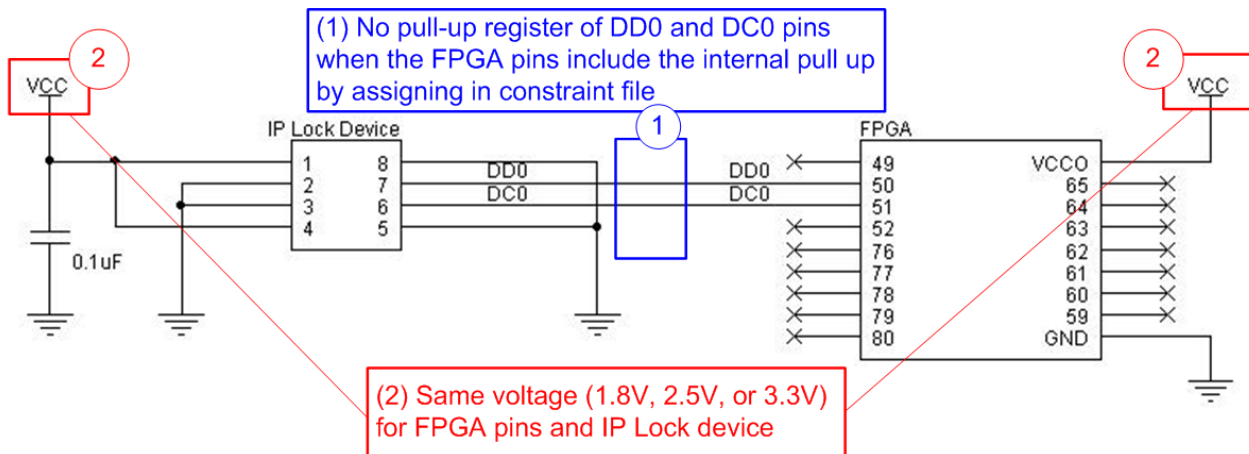 (1) No pull-up register of DD0 and DC0 pins
when the FPGA pins include the internal pull up
by assigning in constraint file
2
VCC
2
VCC
1
IP Lock Device
1
2
3
4
8
7
6
5
DD0
DC0
DD0
DC0
FPGA
49
50
51
52
76
77
78
79
80
VCCO
65
64
63
62
61
60
59
GND
0.1uF
(2) Same voltage (1.8V, 2.5V, or 3.3V)
for FPGA pins and IP Lock device